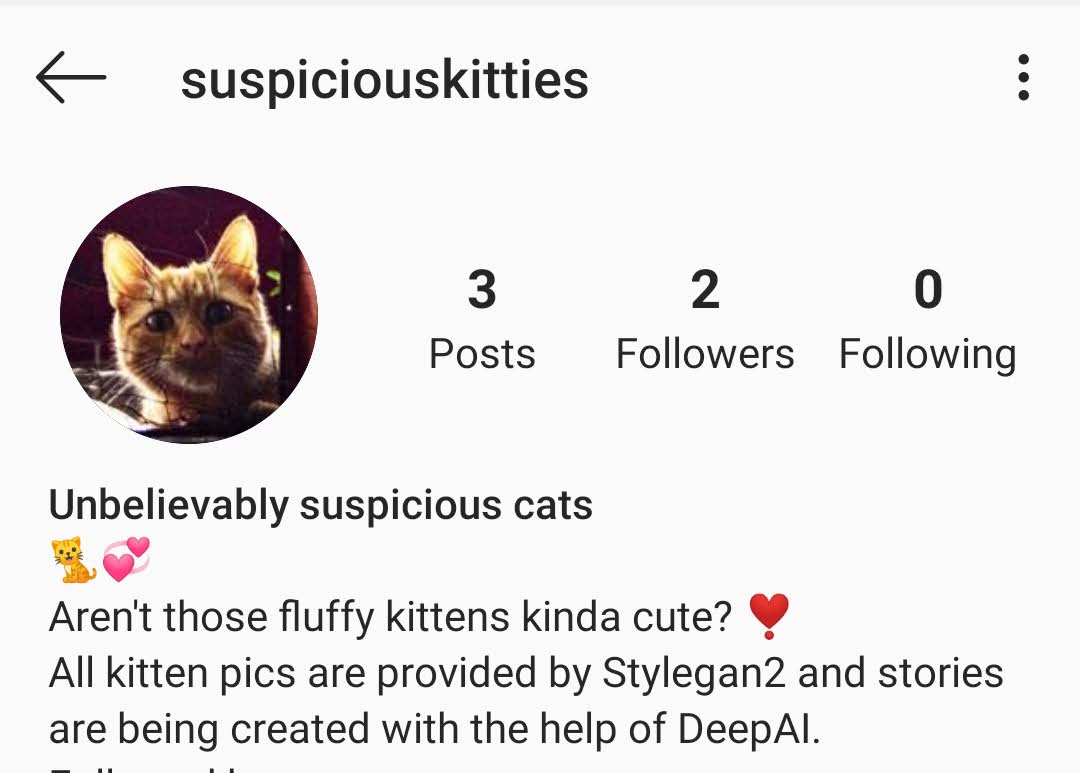 suspiciouskitties
3 2 0
Posts Followers Following
Unbelievably suspicious cats
🐈💞
Aren't those fluffy kittens kinda cute? ❣️
All kitten pics are provided by Stylegan2 and stories
are being created with the help of DeepAI.